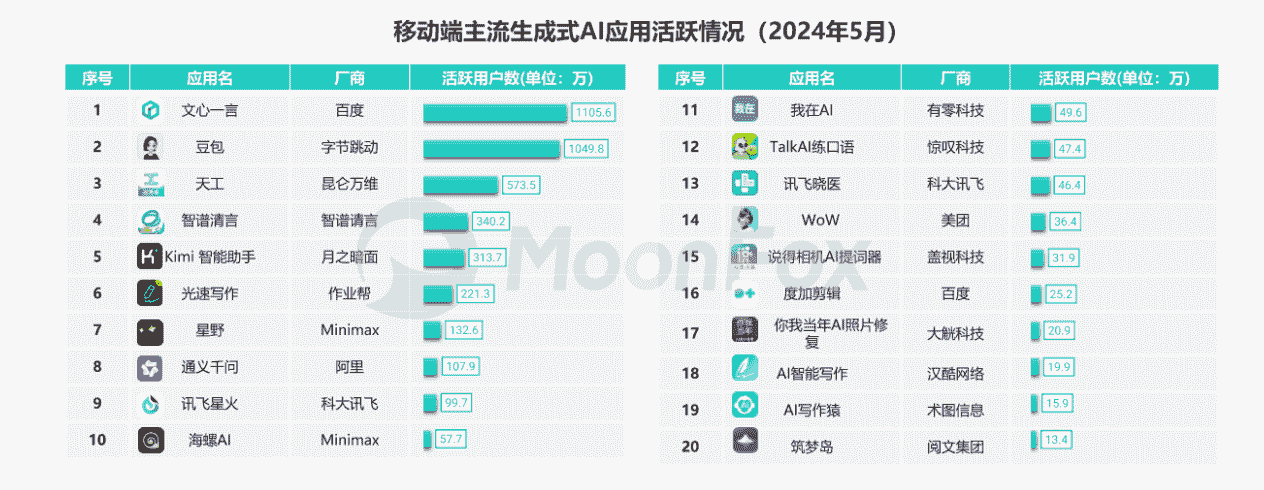 移动端主流生成式AI应用活跃情况（2024年5月）
序号 应用名 厂商 活跃用户数(单位：万)
1 文心一言 百度 1105.6
2 豆包 字节跳动 1049.8
3 天工 昆仑万维 573.5
4 智谱清言 智谱请言 340.2
5 Kimi 智能助手 月之暗面 313.7
6 光速写作 作业帮 221.3
7 星野 Minimax 132.6
8 通义千问 阿里 107.9
9 讯飞星火 科大讯飞 99.7
10 海螺AI Minimax 57.7
序号 应用名 厂商 活跃用户数(单位：万)
11 我在 我在AI 有零科技 49.6
12 TalkAI练口语 惊叹科技 47.4
13 讯飞晓医 科大讯飞 46.4
14 WoW 美团 36.4
15 说得相机AI提词器 盖视科技 31.9
16 度加剪辑 百度 25.2
17 你我当年AI照片修
复 大觥科技 20.9
18 AI智能写作 汉酷网络 19.9
19 AI写作猿 术图信息 15.9
20 筑梦岛 阅文集团 13.4
MoonFox